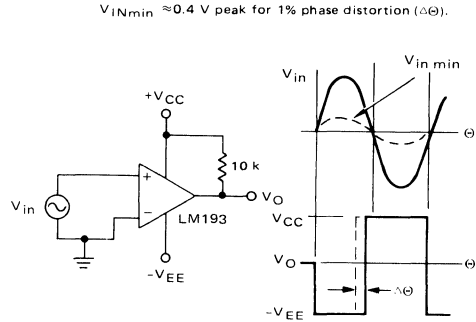 VINmin ≈0.4 V peak for 1% phase distortion (ΔΘ).
Vin
Vin min
Θ
+VCC
10 k
+
−
Vin
LM193
VO
−VEE
VCC
VO
Θ
ΔΘ
−VEE